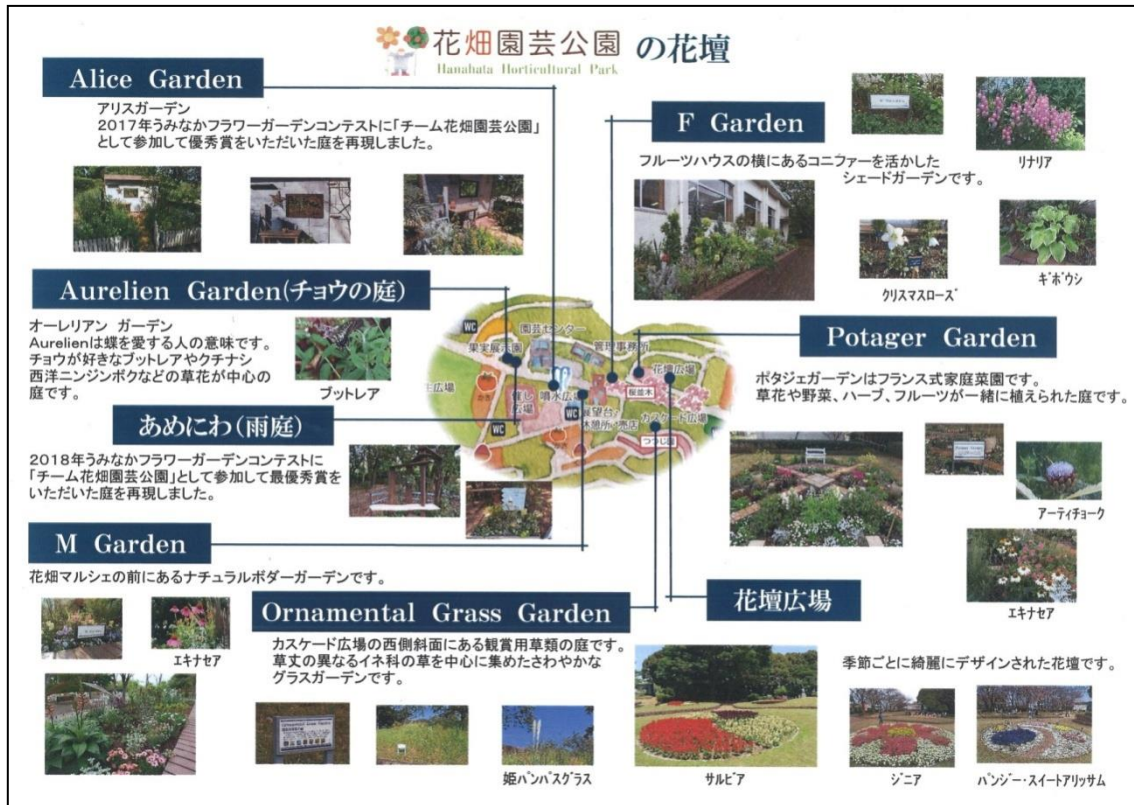 花畑園芸公園 の花壇
Hanahata Horticultural Park
Alice Garden
アリスガーデン
2017年うみなかフラワーガーデンコンテストに「チーム花畑園芸公園」
として参加して優秀賞をいただいた庭を再現しました。
F Garden
フルーツハウスの横にあるコニファーを活かした
シェードガーデンです。
リナリア
クリスマスローズ
ギボウシ
Aurelien Garden(チョウの庭)
オーレリアン ガーデン
Aurelienは蝶を愛する人の意味です。
チョウが好きなブットレアやクチナシ
西洋ニンジンボクなどの草花が中心の
庭です。
ブットレア
WC
園芸センター
果実展示園
管理事務所
WC
花壇広場
桜並木
噴水広場
展望台
休憩所/売店
カスケード広場
つつじ園
WC
Potager Garden
ポタジェガーデンはフランス式家庭菜園です。
草花や野菜、ハーブ、フルーツが一緒に植えられた庭です。
アーティチョーク
エキナセア
あめにわ(雨庭)
2018年うみなかフラワーガーデンコンテストに
「チーム花畑園芸公園」として参加して最優秀賞を
いただいた庭を再現しました。
M Garden
花畑マルシェの前にあるナチュラルボダーガーデンです。
エキナセア
Ornamental Grass Garden
カスケード広場の西側斜面にある観賞用草類の庭です。
草丈の異なるイネ科の草を中心に集めたさわやかな
グラスガーデンです。
姫パンパスグラス
花壇広場
季節ごとに綺麗にデザインされた花壇です。
サルビア
ジニア
パンジー・スイートアリッサム